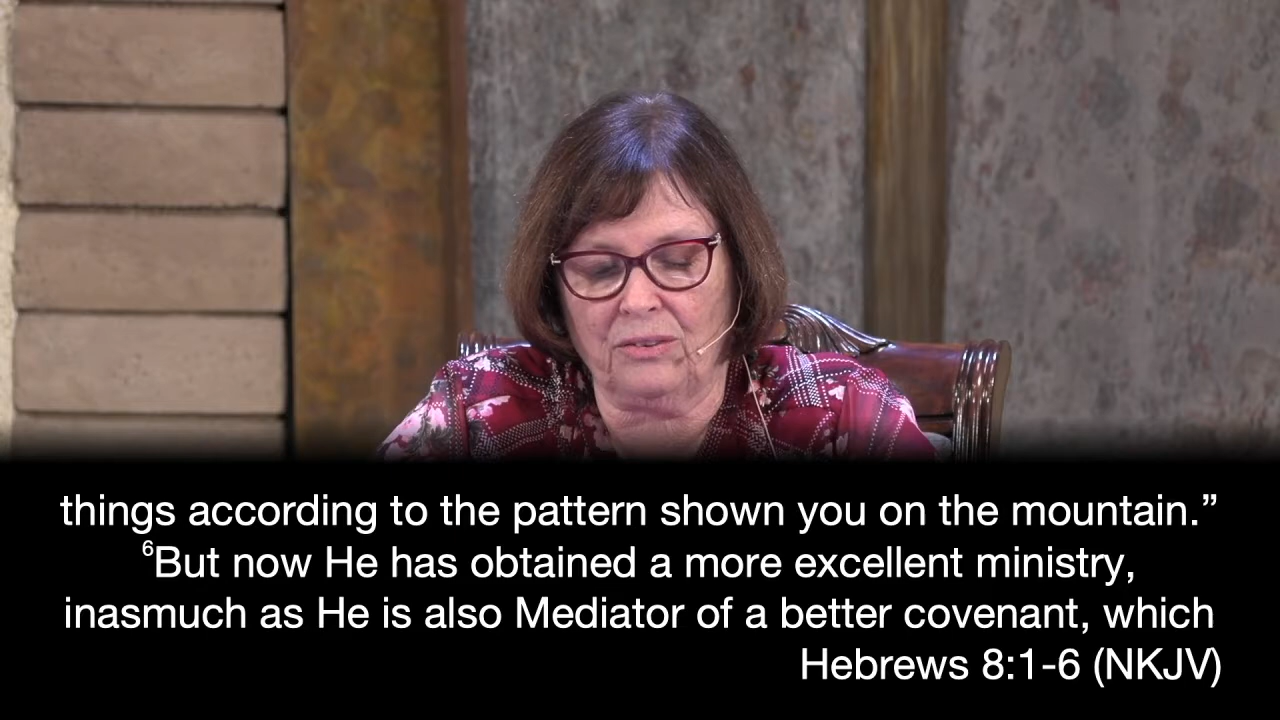 things according to the pattern shown you on the mountain.”
⁶But now He has obtained a more excellent ministry,
inasmuch as He is also Mediator of a better covenant, which
Hebrews 8:1-6 (NKJV)